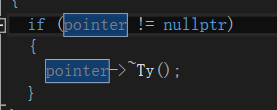 {
if (pointer != nullptr)
{
pointer->~Ty();
}
}